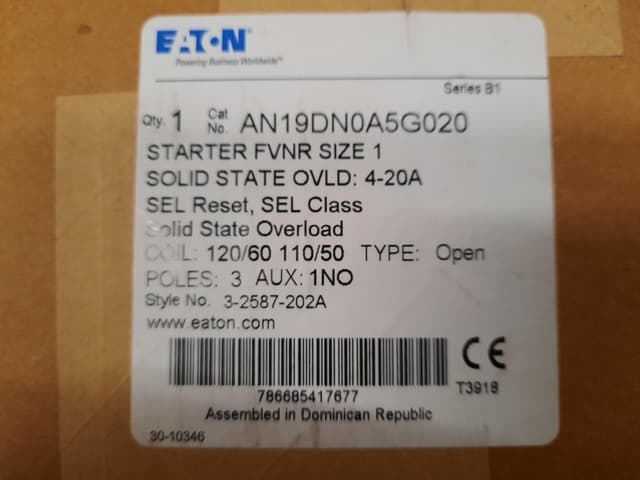 EATON
Powering Business Worldwide™
Series B1
Qty. 1 Cat No. AN19DN0A5G020
STARTER FVNR SIZE 1
SOLID STATE OVLD: 4-20A
SEL Reset, SEL Class
Solid State Overload
COIL: 120/60 110/50 TYPE: Open
POLES: 3 AUX: 1NO
Style No. 3-2587-202A
www.eaton.com
CE
T3918
786685417677
Assembled in Dominican Republic
30-10346